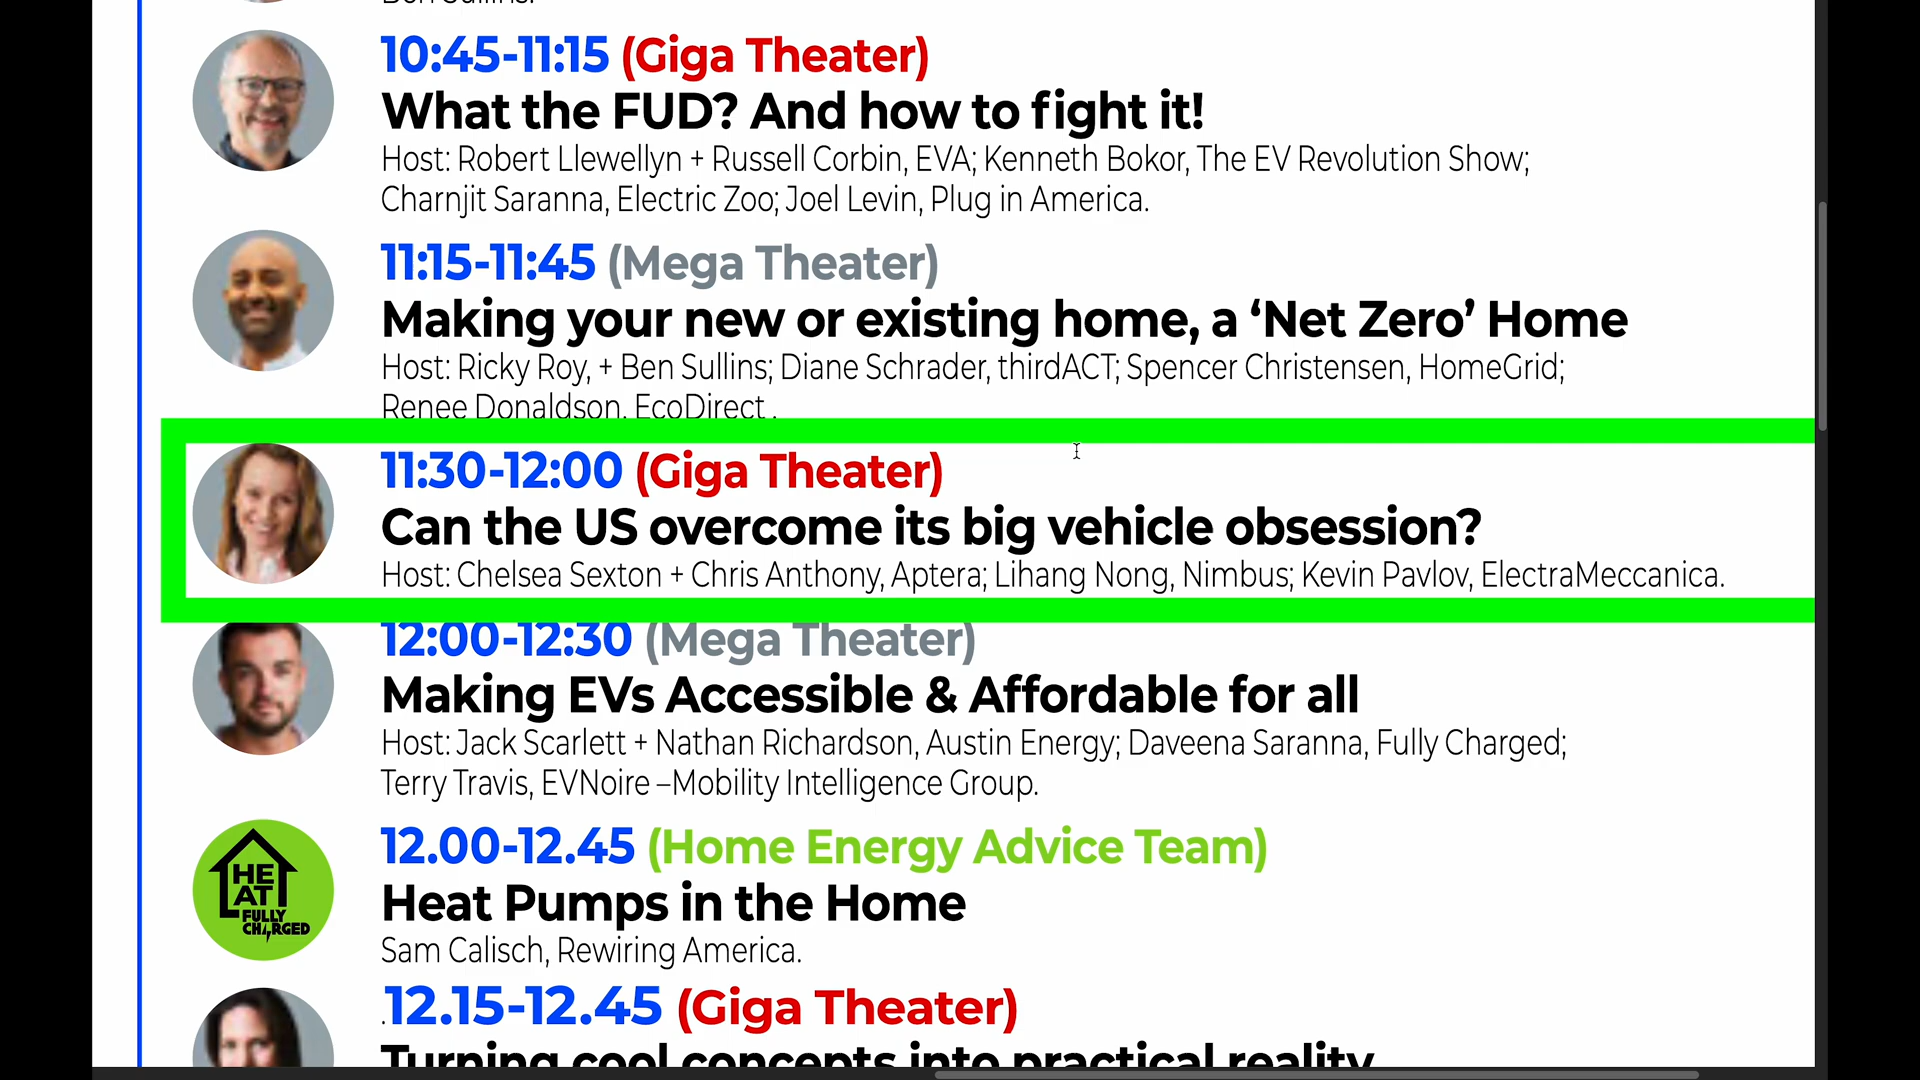 Ben Sullins.
10:45-11:15 (Giga Theater)
What the FUD? And how to fight it!
Host: Robert Llewellyn + Russell Corbin, EVA; Kenneth Bokor, The EV Revolution Show;
Charnjit Saranna, Electric Zoo; Joel Levin, Plug in America.
11:15-11:45 (Mega Theater)
Making your new or existing home, a ‘Net Zero’ Home
Host: Ricky Roy, + Ben Sullins; Diane Schrader, thirdACT; Spencer Christensen, HomeGrid;
Renee Donaldson, EcoDirect .
11:30-12:00 (Giga Theater)
Can the US overcome its big vehicle obsession?
Host: Chelsea Sexton + Chris Anthony, Aptera; Lihang Nong, Nimbus; Kevin Pavlov, ElectraMeccanica.
12:00-12:30 (Mega Theater)
Making EVs Accessible & Affordable for all
Host: Jack Scarlett + Nathan Richardson, Austin Energy; Daveena Saranna, Fully Charged;
Terry Travis, EVNoire –Mobility Intelligence Group.
HE
AT
FULLY
CHARGED
12.00-12.45 (Home Energy Advice Team)
Heat Pumps in the Home
Sam Calisch, Rewiring America.
.12.15-12.45 (Giga Theater)
Turning cool concepts into practical reality